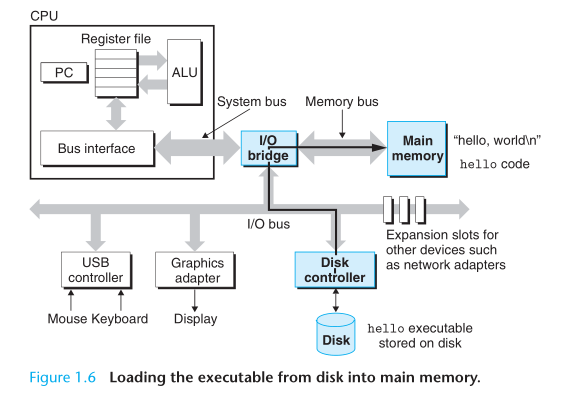 CPU
Register file
PC
ALU
System bus
Memory bus
Bus interface
I/O
bridge
Main
memory
“hello, world\n”
hello code
I/O bus
Expansion slots for
other devices such
as network adapters
USB
controller
Graphics
adapter
Disk
controller
Mouse Keyboard
Display
Disk
hello executable
stored on disk
Figure 1.6 Loading the executable from disk into main memory.